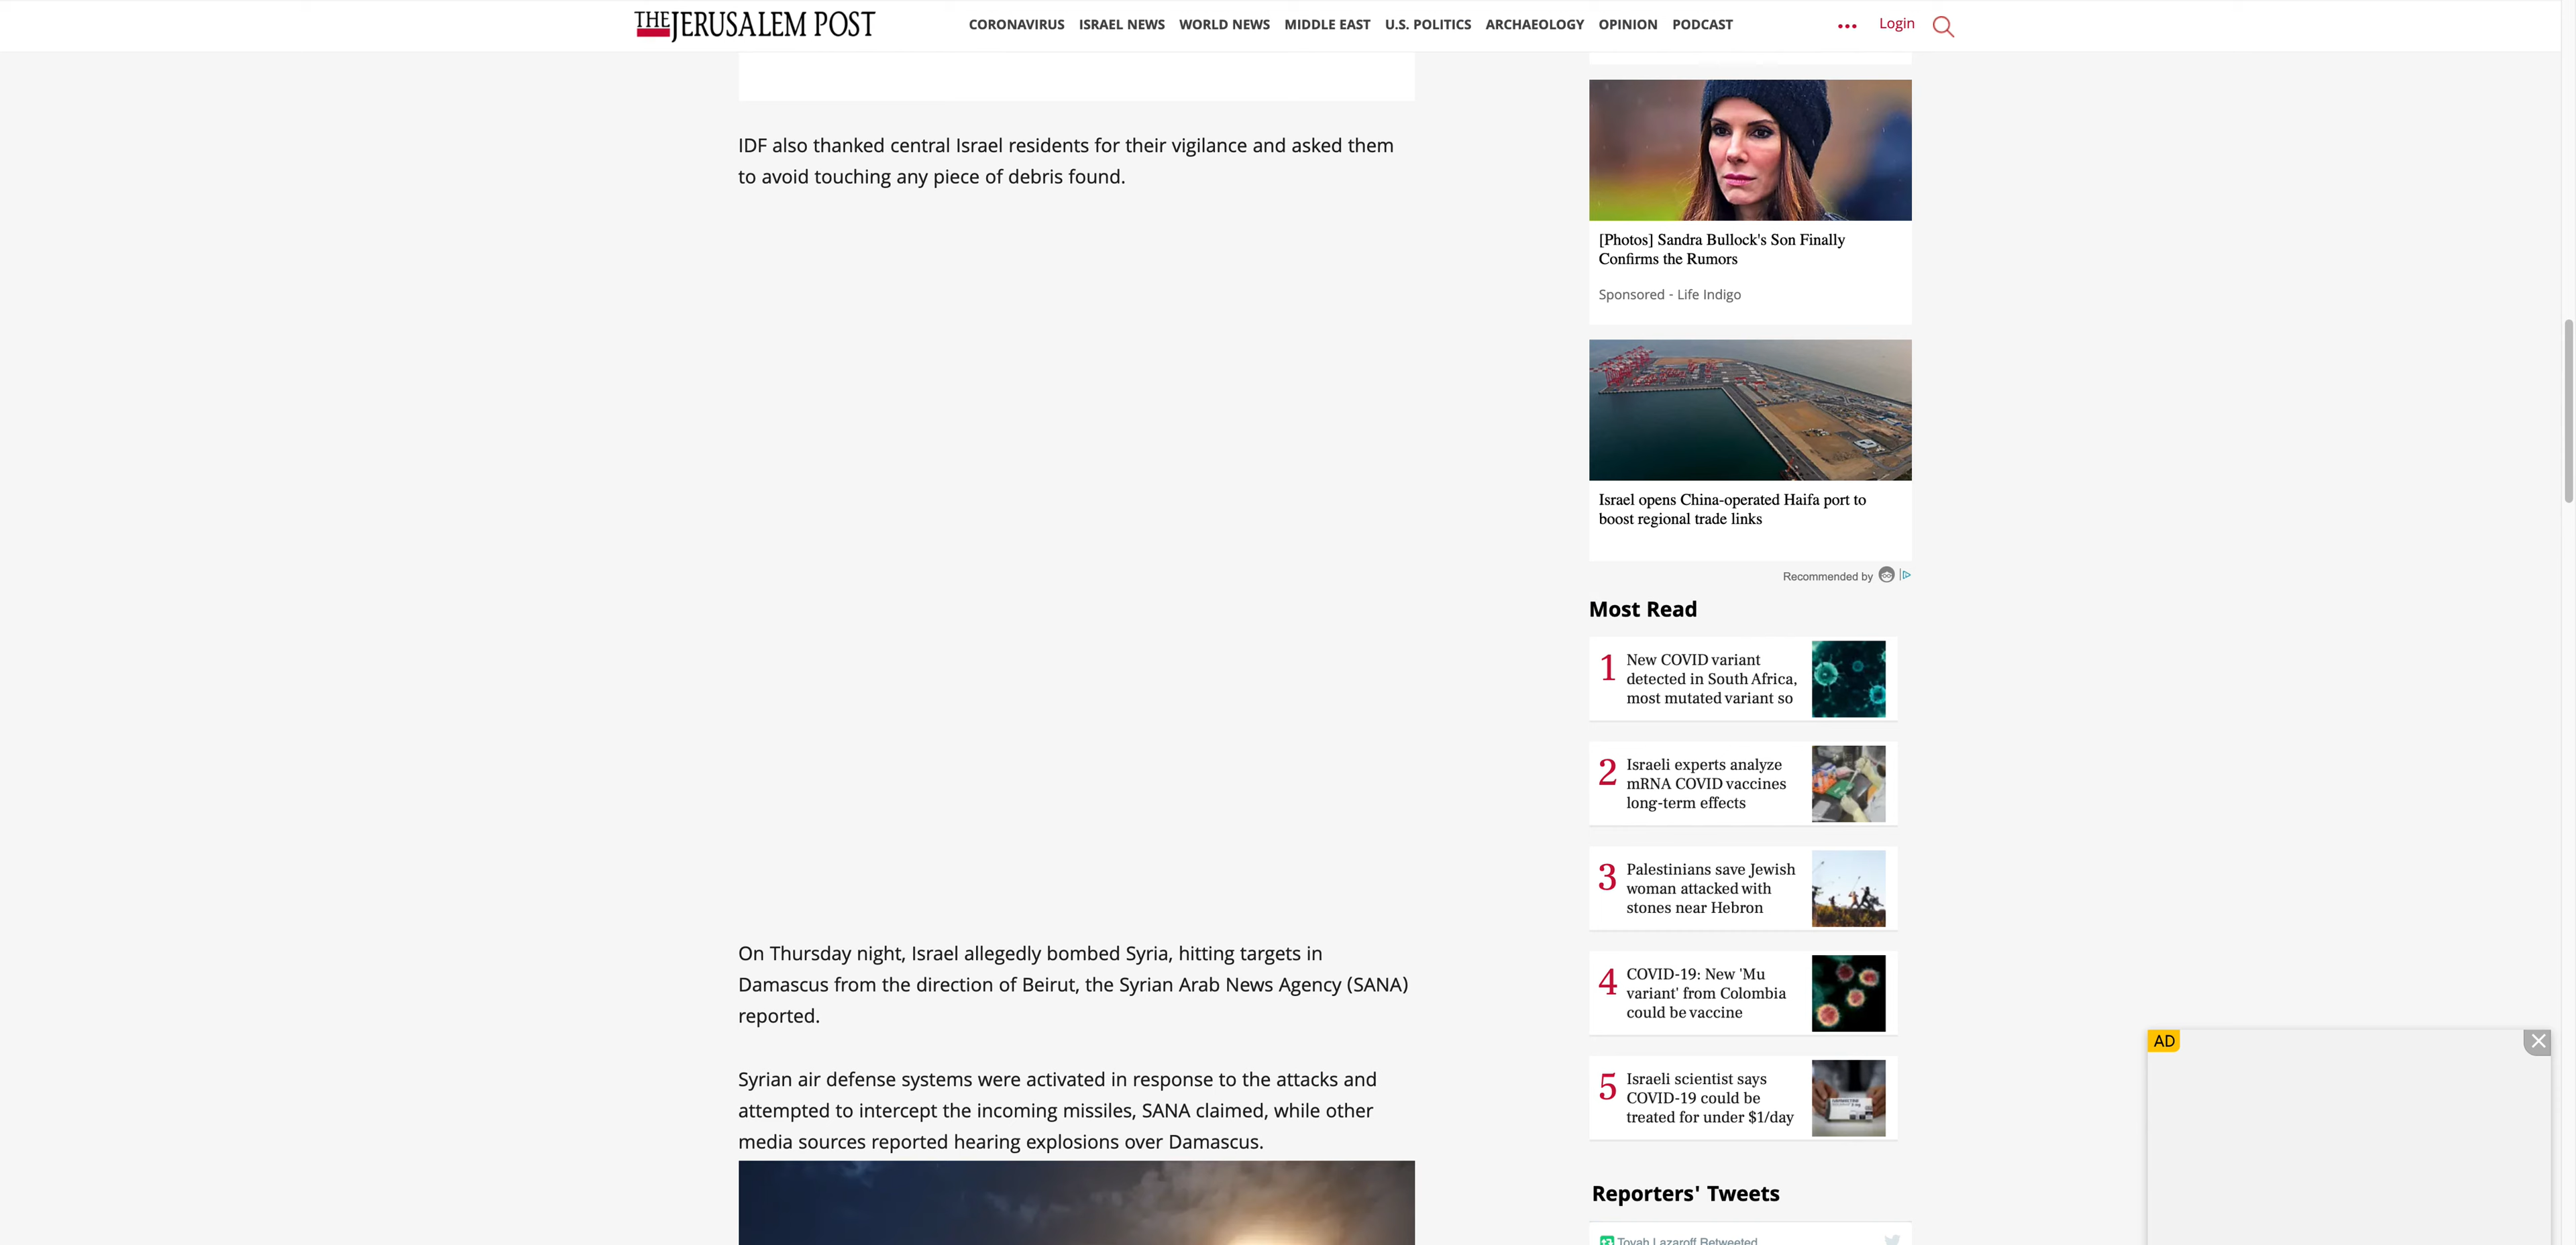 THE JERUSALEM POST
CORONAVIRUS ISRAEL NEWS WORLD NEWS MIDDLE EAST U.S. POLITICS ARCHAEOLOGY OPINION PODCAST
Login
IDF also thanked central Israel residents for their vigilance and asked them
to avoid touching any piece of debris found.
On Thursday night, Israel allegedly bombed Syria, hitting targets in
Damascus from the direction of Beirut, the Syrian Arab News Agency (SANA)
reported.
Syrian air defense systems were activated in response to the attacks and
attempted to intercept the incoming missiles, SANA claimed, while other
media sources reported hearing explosions over Damascus.
[Photos] Sandra Bullock's Son Finally
Confirms the Rumors
Sponsored - Life Indigo
Israel opens China-operated Haifa port to
boost regional trade links
Recommended by
Most Read
1 New COVID variant
detected in South Africa,
most mutated variant so
2 Israeli experts analyze
mRNA COVID vaccines
long-term effects
3 Palestinians save Jewish
woman attacked with
stones near Hebron
4 COVID-19: New 'Mu
variant' from Colombia
could be vaccine
5 Israeli scientist says
COVID-19 could be
treated for under $1/day
Reporters' Tweets
Tovah Lazaroff Retweeted
AD